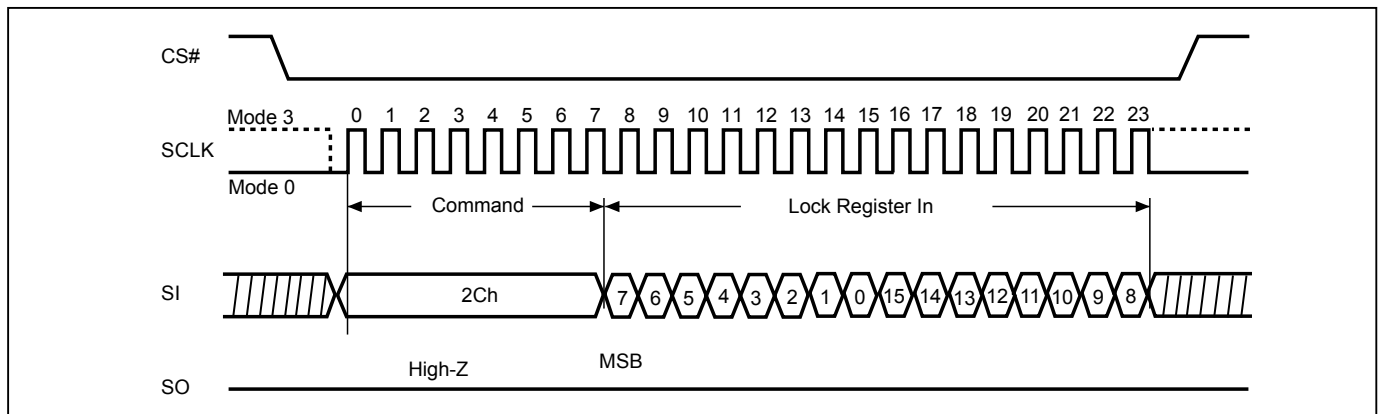 CS#
Mode 3
0 1 2 3 4 5 6 7 8 9 10 11 12 13 14 15 16 17 18 19 20 21 22 23
SCLK
Mode 0
Command
Lock Register In
SI
2Ch
7 6 5 4 3 2 1 0 15 14 13 12 11 10 9 8
High-Z
MSB
SO